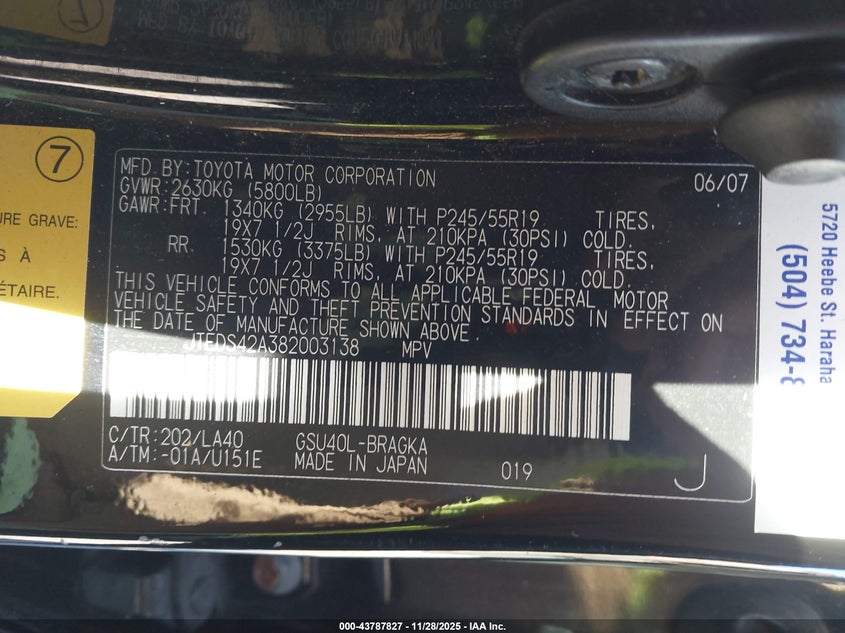 7
URE GRAVE:
S À
ÉTAIRE.
MFD.BY:TOYOTA MOTOR CORPORATION 06/07
GVWR:2630KG (5800LB)
GAWR:FRT 1340KG (2955LB) WITH P245/55R19 TIRES,
19X7 1/2J RIMS, AT 210KPA (30PSI) COLD.
RR 1530KG (3375LB) WITH P245/55R19 TIRES,
19X7 1/2J RIMS, AT 210KPA (30PSI) COLD.
THIS VEHICLE CONFORMS TO ALL APPLICABLE FEDERAL MOTOR
VEHICLE SAFETY AND THEFT PREVENTION STANDARDS IN EFFECT ON
THE DATE OF MANUFACTURE SHOWN ABOVE.
JTEDS42A382003138 MPV
C/TR:202/LA40 GSU40L-BRAGKA
A/TM:-01A/U151E MADE IN JAPAN 019 J
5720 Heebe St. Haraha
(504) 734-8
000-43787827 - 11/28/2025 - IAA Inc.